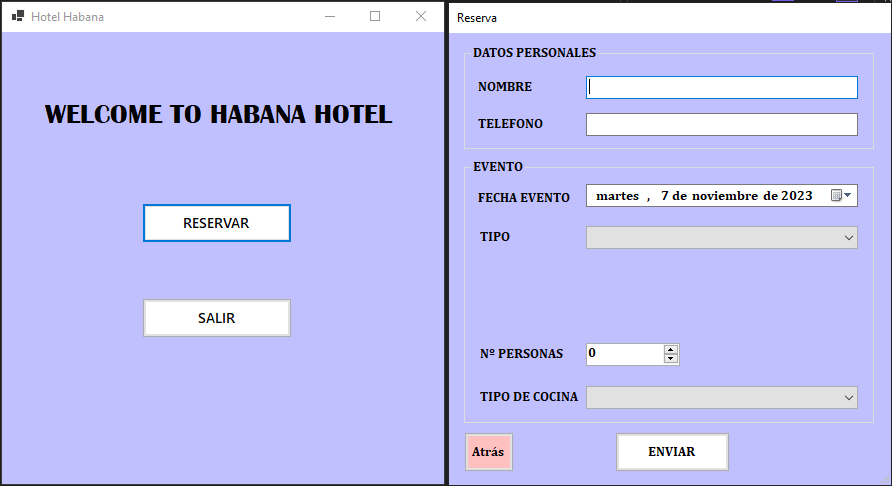 Hotel Habana
WELCOME TO HABANA HOTEL
RESERVAR
SALIR
Reserva
DATOS PERSONALES
NOMBRE
TELEFONO
EVENTO
FECHA EVENTO martes , 7 de noviembre de 2023
TIPO
Nº PERSONAS 0
TIPO DE COCINA
Atrás ENVIAR